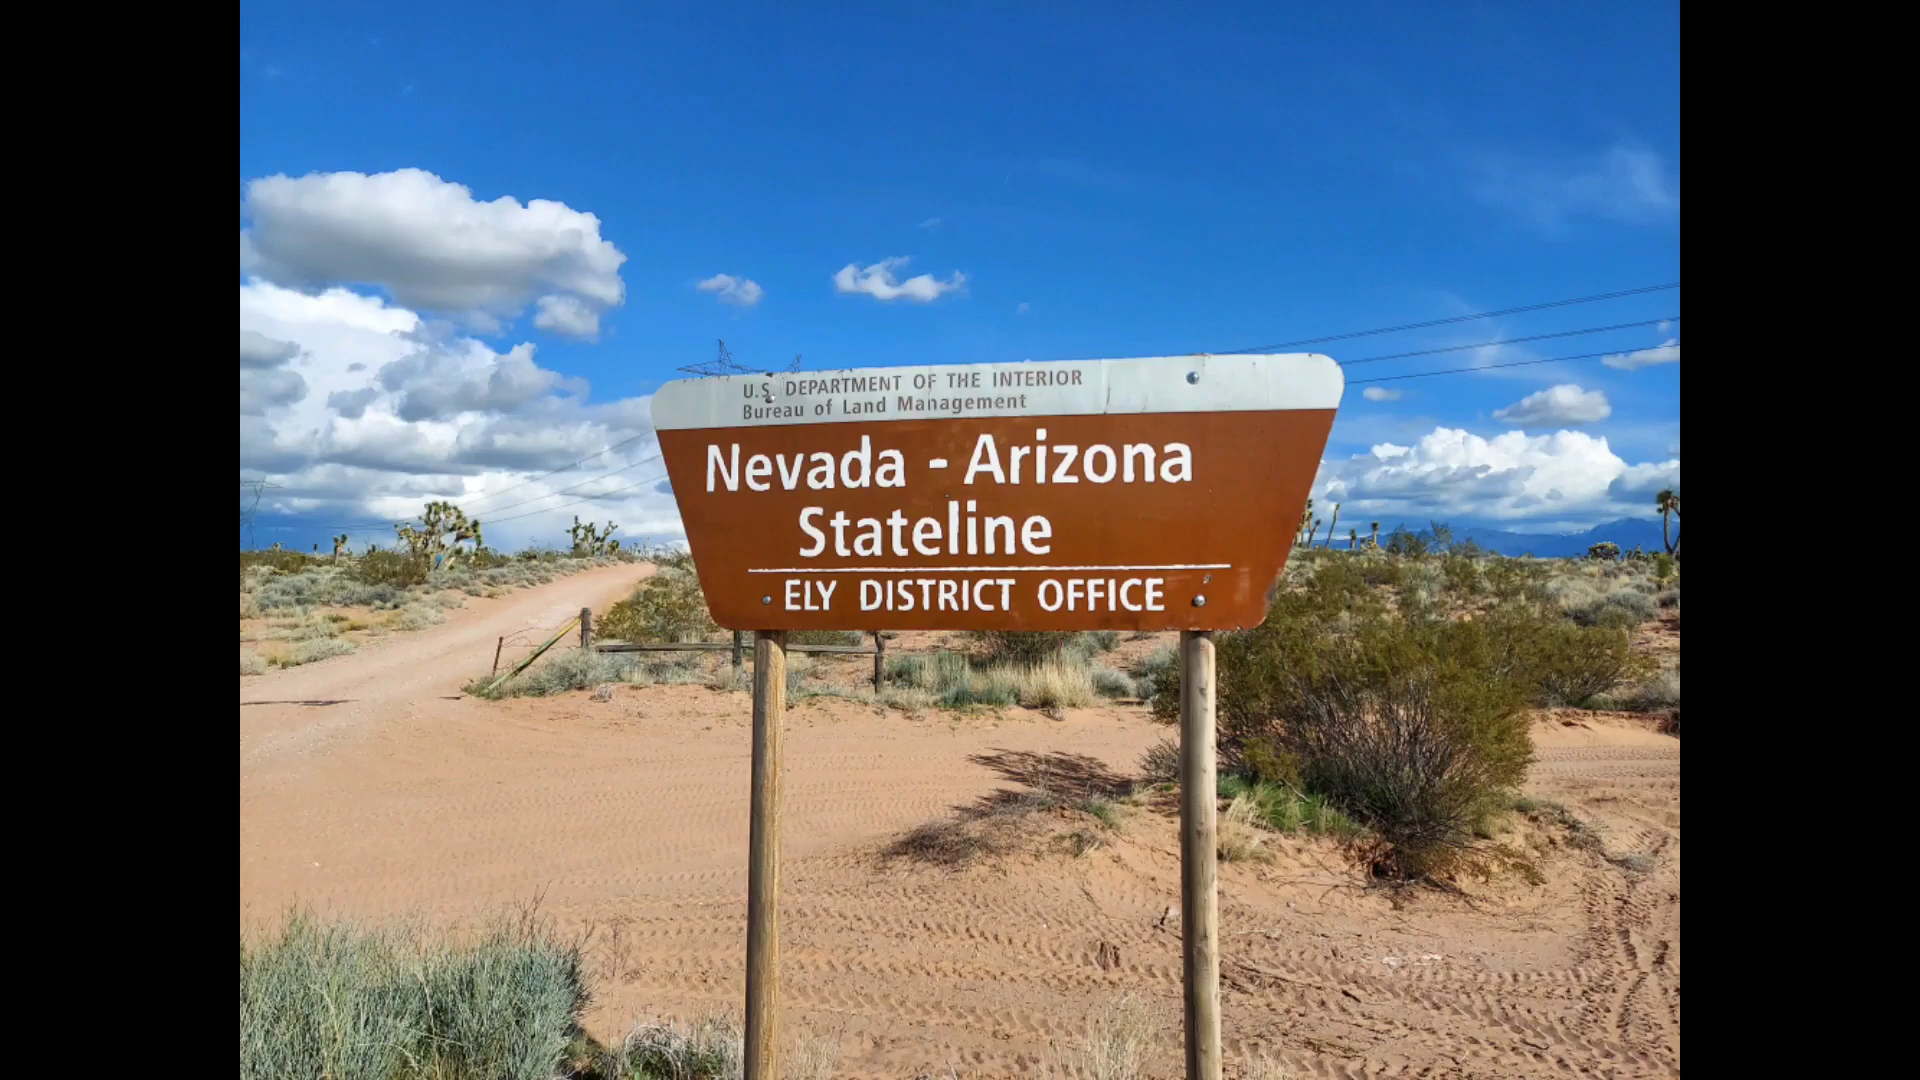 U.S. DEPARTMENT OF THE INTERIOR
Bureau of Land Management
Nevada - Arizona
Stateline
ELY DISTRICT OFFICE